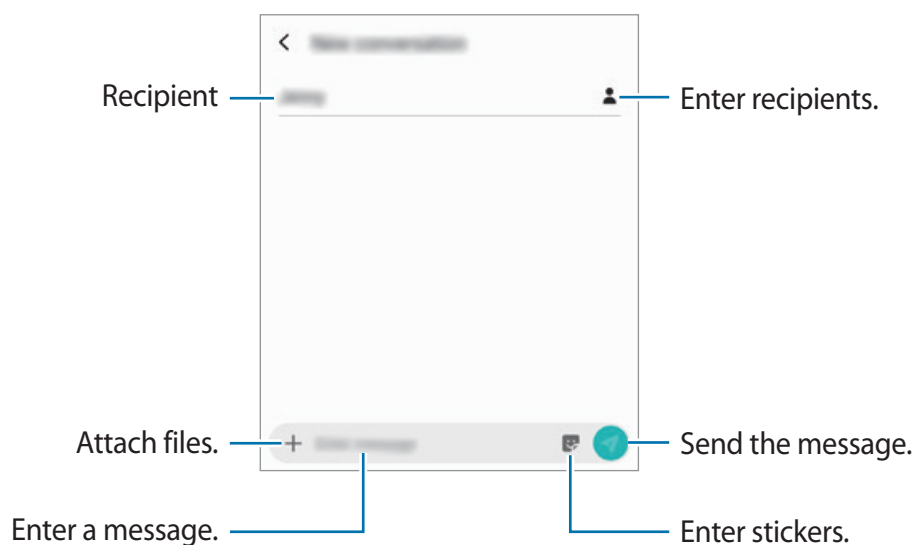 Recipient
Enter recipients.
Attach files.
Send the message.
Enter a message.
Enter stickers.